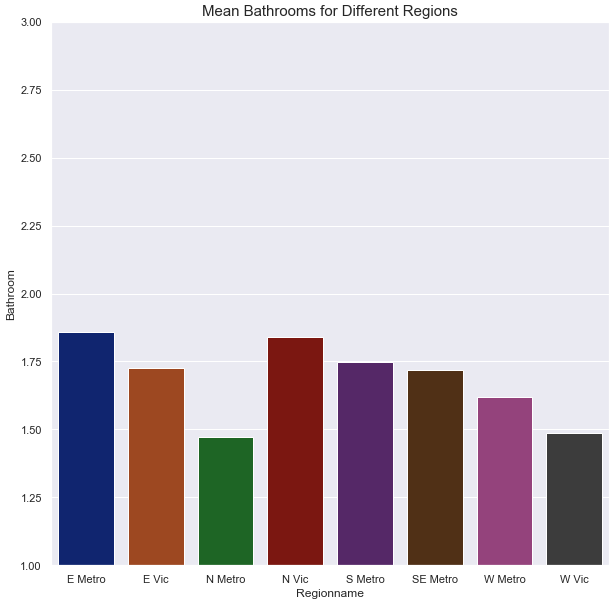 Mean Bathrooms for Different Regions
3.00
2.75
2.50
2.25
2.00
1.75
1.50
1.25
1.00
Bathroom
E Metro E Vic N Metro N Vic S Metro SE Metro W Metro W Vic
Regionname